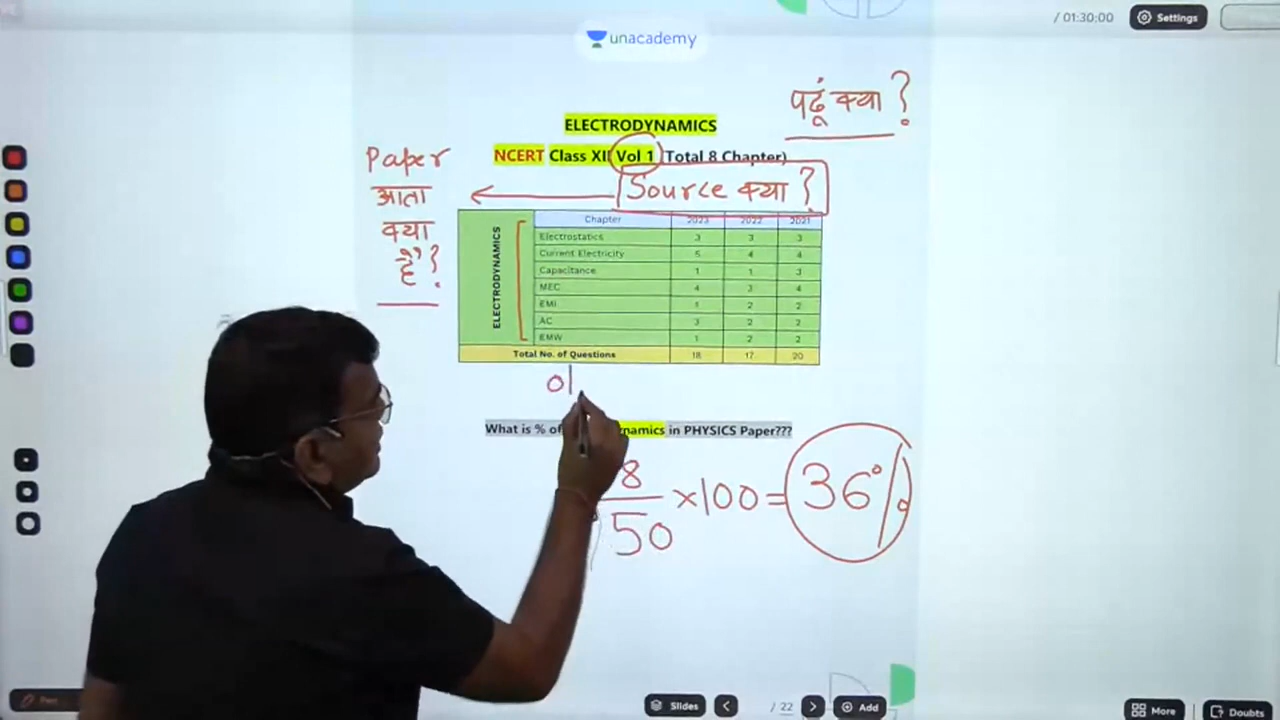 / 01:30:00
Settings
unacademy
पढूं क्या ?
ELECTRODYNAMICS
NCERT Class XII Vol 1 (Total 8 Chapter)
Paper
आता
क्या
है ?
Source क्या ?
ELECTRODYNAMICS
Chapter 2023 2022 2021
Electrostatics 3 3 3
Current Electricity 5 4 4
Capacitance 1 1 3
MEC 4 3 4
EMI 1 2 2
AC 3 2 2
EMW 1 2 2
Total No. of Questions 18 17 20
What is % of in PHYSICS Paper???
8
50
×100 = 36%
Pen
Slides
/ 22
Add
More
Doubts